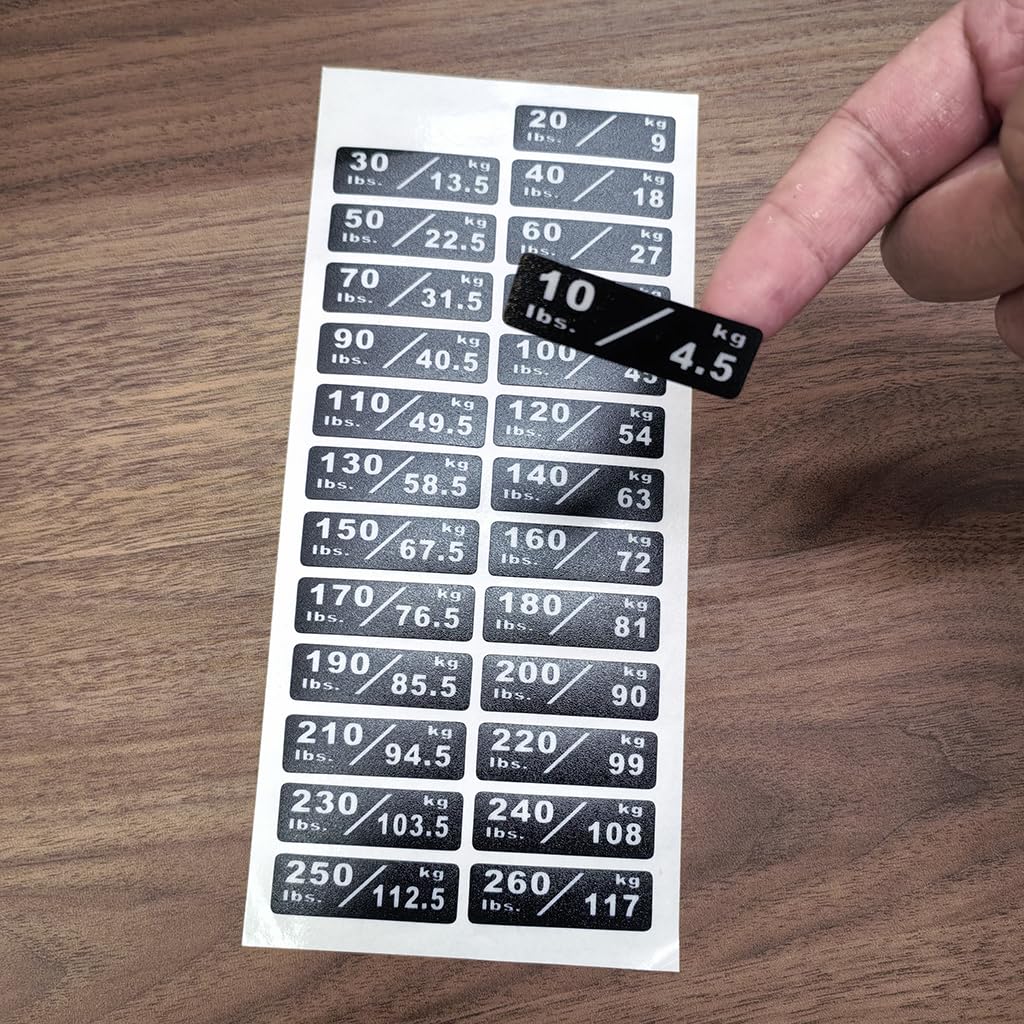 20 lbs. / kg 9
30 lbs. / kg 13.5
40 lbs. / kg 18
50 lbs. / kg 22.5
60 lbs. / kg 27
70 lbs. / kg 31.5
10 lbs. / kg 4.5
90 lbs. / kg 40.5
100 lbs. / 45
110 lbs. / kg 49.5
120 lbs. / kg 54
130 lbs. / kg 58.5
140 lbs. / kg 63
150 lbs. / kg 67.5
160 lbs. / kg 72
170 lbs. / kg 76.5
180 lbs. / kg 81
190 lbs. / kg 85.5
200 lbs. / kg 90
210 lbs. / kg 94.5
220 lbs. / kg 99
230 lbs. / kg 103.5
240 lbs. / kg 108
250 lbs. / kg 112.5
260 lbs. / kg 117